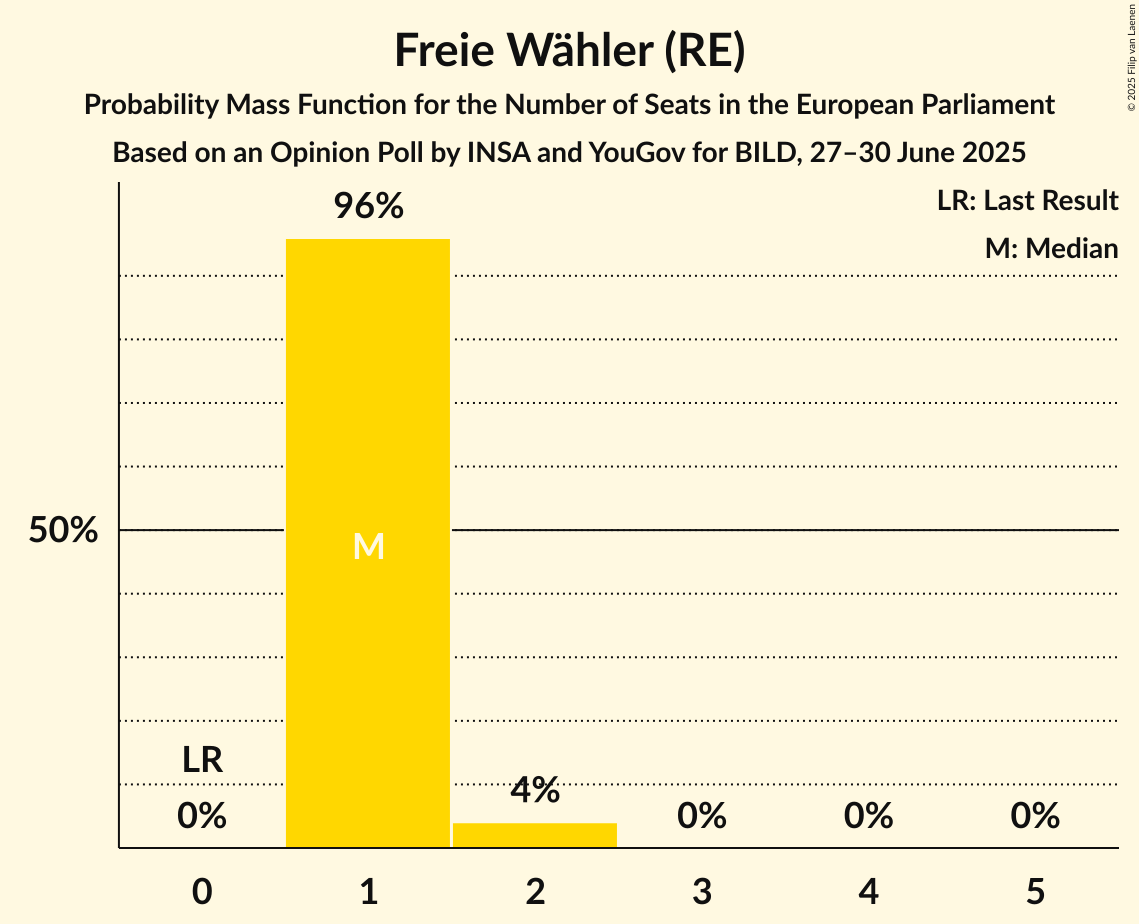 Freie Wähler (RE)
Probability Mass Function for the Number of Seats in the European Parliament
Based on an Opinion Poll by INSA and YouGov for BILD, 27–30 June 2025
© 2025 Filip van Laenen
LR: Last Result
M: Median
96%
50%
M
LR
0%
4%
0%
0%
0%
0 1 2 3 4 5